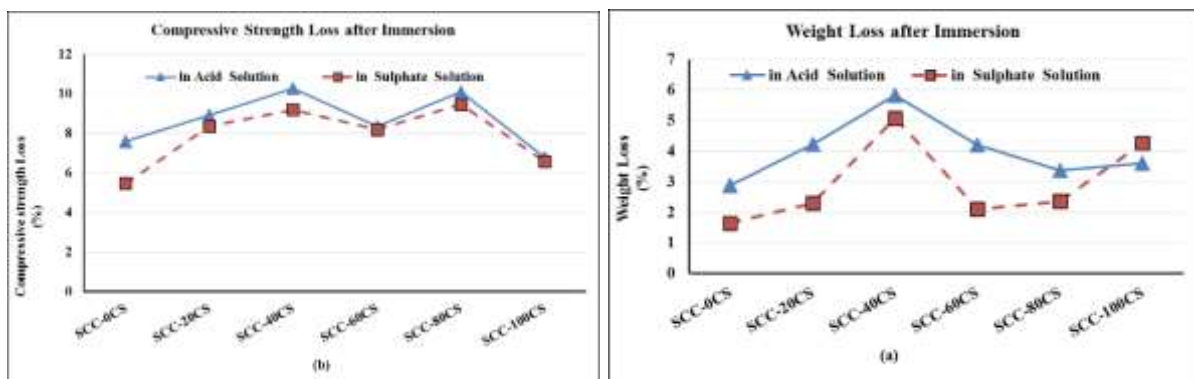 Compressive Strength Loss after Immersion
in Acid Solution
in Sulphate Solution
Compressive strength Loss
(%)
12
10
8
6
4
2
0
SCC-0CS
SCC-20CS
SCC-40CS
SCC-60CS
SCC-80CS
SCC-100CS
(b)
Weight Loss after Immersion
in Acid Solution
in Sulphate Solution
Weight Loss
(%)
7
6
5
4
3
2
1
0
SCC-0CS
SCC-20CS
SCC-40CS
SCC-60CS
SCC-80CS
SCC-100CS
(a)